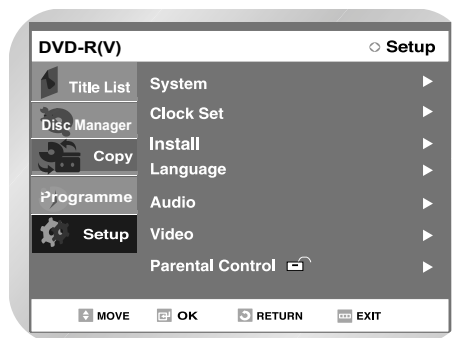 DVD-R(V) Setup
Title List
Disc Manager
Copy
Programme
Setup
System
Clock Set
Install
Language
Audio
Video
Parental Control
MOVE OK RETURN EXIT